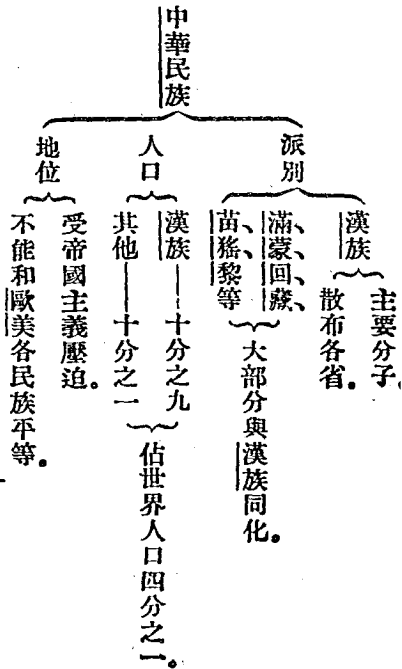 中華民族
派別
漢族
主要分子。
散布各省。
滿、蒙、回、藏、
苗、猺、黎等
大部分與漢族同化。
人口
漢族——十分之九
其他——十分之一
佔世界人口四分之一。
地位
受帝國主義壓迫。
不能和歐美各民族平等。